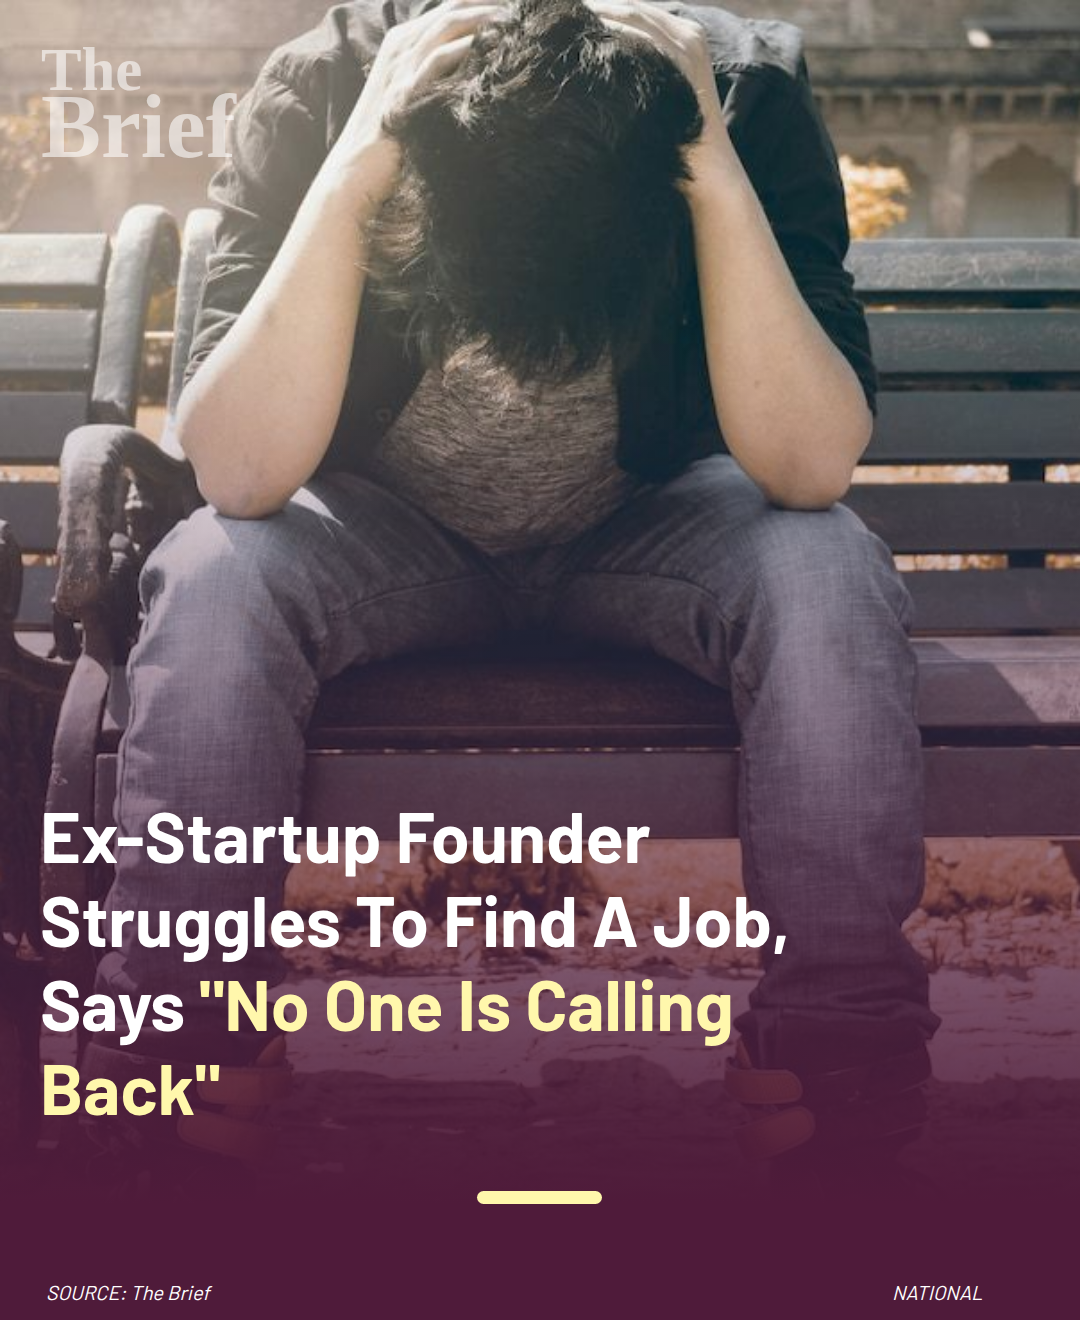 The
Brief
Ex-Startup Founder
Struggles To Find A Job,
Says "No One Is Calling
Back"
SOURCE: The Brief
NATIONAL